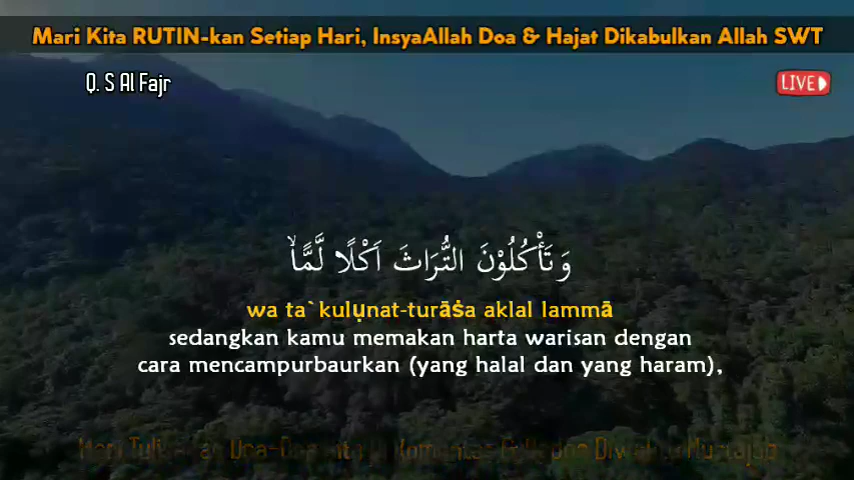 Mari Kita RUTIN-kan Setiap Hari, InsyaAllah Doa & Hajat Dikabulkan Allah SWT
Q. S Al Fajr
LIVE
وَتَأْكُلُوْنَ التُّرَاثَ اَكْلًا لَّمًّاۙ
wa ta`kulụnat-turāṡa aklal lammā
sedangkan kamu memakan harta warisan dengan
cara mencampurbaurkan (yang halal dan yang haram),